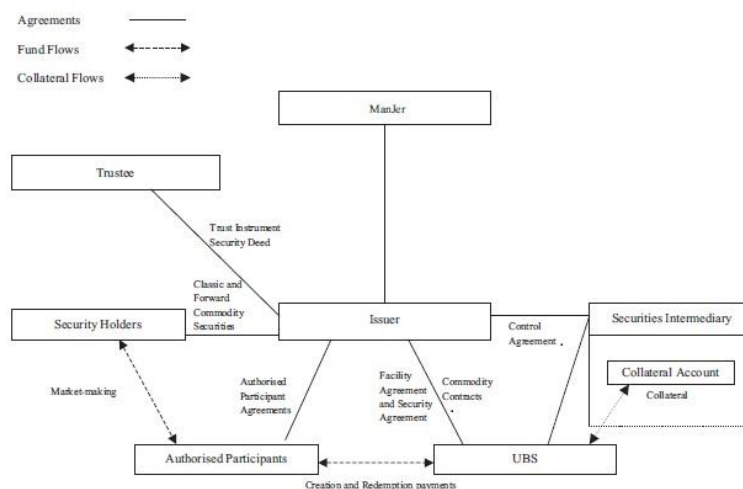 Agreements
Fund Flows
Collateral Flows
ManJer
Trustee
Trust Instrument
Security Deed
Classic and
Forward
Commodity
Securities
Security Holders
Issuer
Securities Intermediary
Control
Agreement .
Collateral Account
Collateral
Market-making
Authorised
Participant
Agreements
Facility
Agreement
and Security
Agreement
Commodity
Contracts
.
Authorised Participants
UBS
Creation and Redemption payments